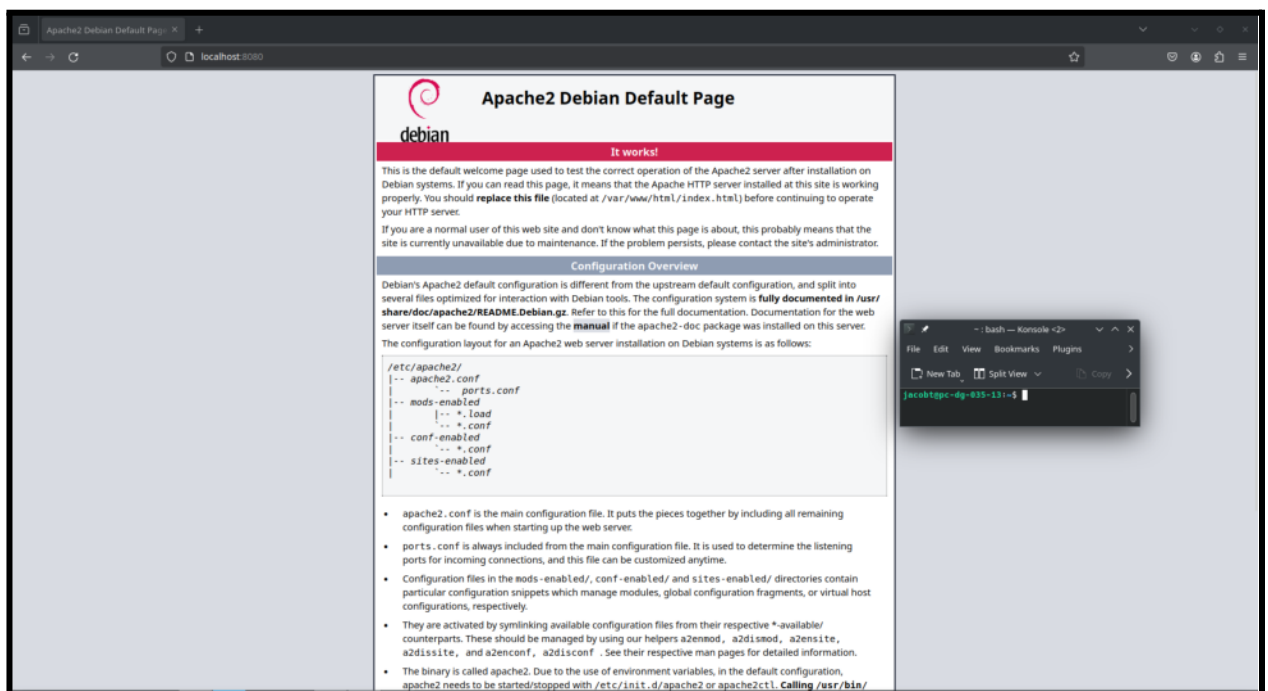 Apache2 Debian Default Page
localhost:8080
debian
Apache2 Debian Default Page
It works!
This is the default welcome page used to test the correct operation of the Apache2 server after installation on
Debian systems. If you can read this page, it means that the Apache HTTP server installed at this site is working
properly. You should replace this file (located at /var/www/html/index.html) before continuing to operate
your HTTP server.
If you are a normal user of this web site and don't know what this page is about, this probably means that the
site is currently unavailable due to maintenance. If the problem persists, please contact the site's administrator.
Configuration Overview
Debian's Apache2 default configuration is different from the upstream default configuration, and split into
several files optimized for interaction with Debian tools. The configuration system is fully documented in /usr/
share/doc/apache2/README.Debian.gz. Refer to this for the full documentation. Documentation for the web
server itself can be found by accessing the manual if the apache2-doc package was installed on this server.
The configuration layout for an Apache2 web server installation on Debian systems is as follows:
/etc/apache2/
|-- apache2.conf
|       `--  ports.conf
|-- mods-enabled
|       |-- *.load
|       `-- *.conf
|-- conf-enabled
|       `-- *.conf
|-- sites-enabled
|       `-- *.conf
• apache2.conf is the main configuration file. It puts the pieces together by including all remaining
configuration files when starting up the web server.
• ports.conf is always included from the main configuration file. It is used to determine the listening
ports for incoming connections, and this file can be customized anytime.
• Configuration files in the mods-enabled/, conf-enabled/ and sites-enabled/ directories contain
particular configuration snippets which manage modules, global configuration fragments, or virtual host
configurations, respectively.
• They are activated by symlinking available configuration files from their respective *-available/
counterparts. These should be managed by using our helpers a2enmod, a2dismod, a2ensite,
a2dissite, and a2enconf, a2disconf . See their respective man pages for detailed information.
• The binary is called apache2. Due to the use of environment variables, in the default configuration,
apache2 needs to be started/stopped with /etc/init.d/apache2 or apache2ctl. Calling /usr/bin/
~ : bash — Konsole <2>
File Edit View Bookmarks Plugins
New Tab Split View Copy
jacobt@pc-dg-035-13:~$